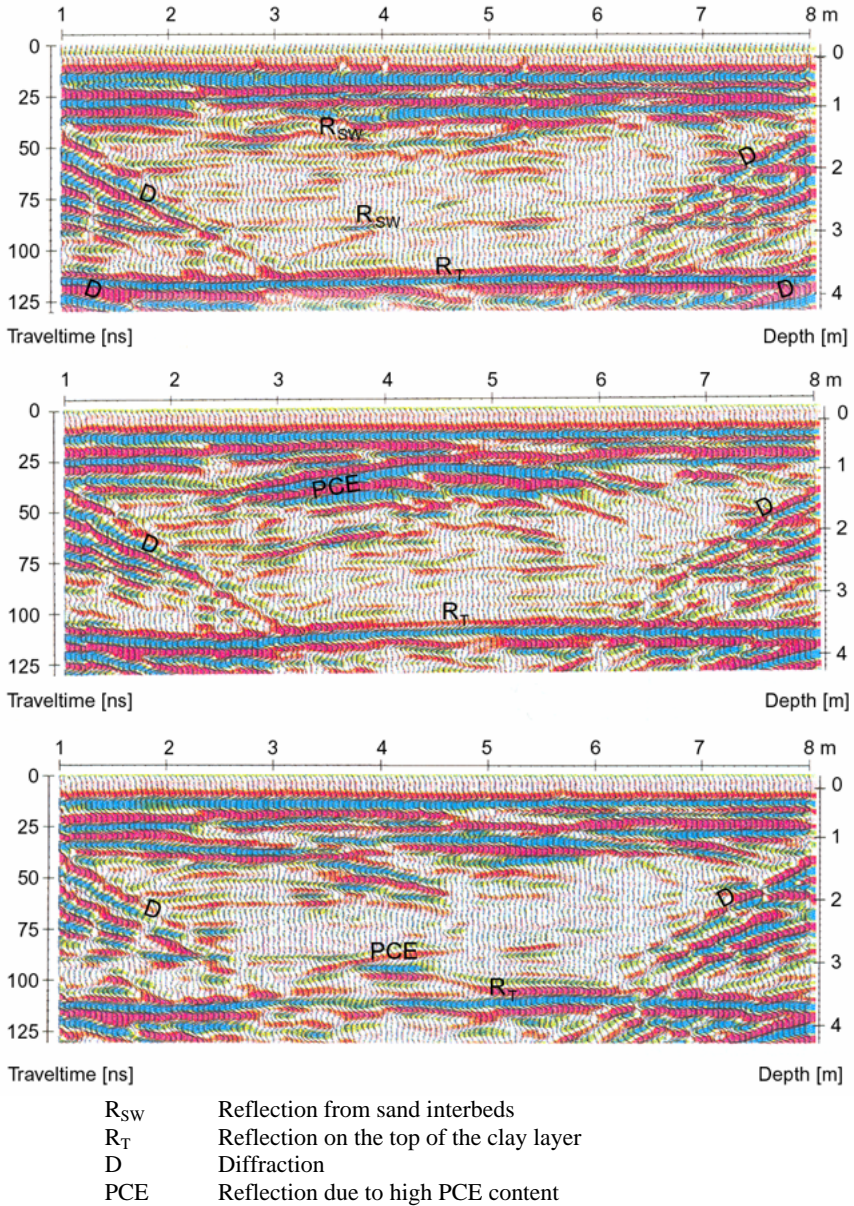 1 2 3 4 5 6 7 8 m
0 0
25
1
50
2
75
3
100
4
125
R_SW
D D
R_SW
R_T
D D
Traveltime [ns] Depth [m]
1 2 3 4 5 6 7 8 m
0 0
25
1
50
2
75
3
100
4
125
PCE
D
D
R_T
Traveltime [ns] Depth [m]
1 2 3 4 5 6 7 8 m
0 0
25
1
50
2
75
3
100
4
125
D
D
PCE
R_T
Traveltime [ns] Depth [m]
R_SW Reflection from sand interbeds
R_T Reflection on the top of the clay layer
D Diffraction
PCE Reflection due to high PCE content